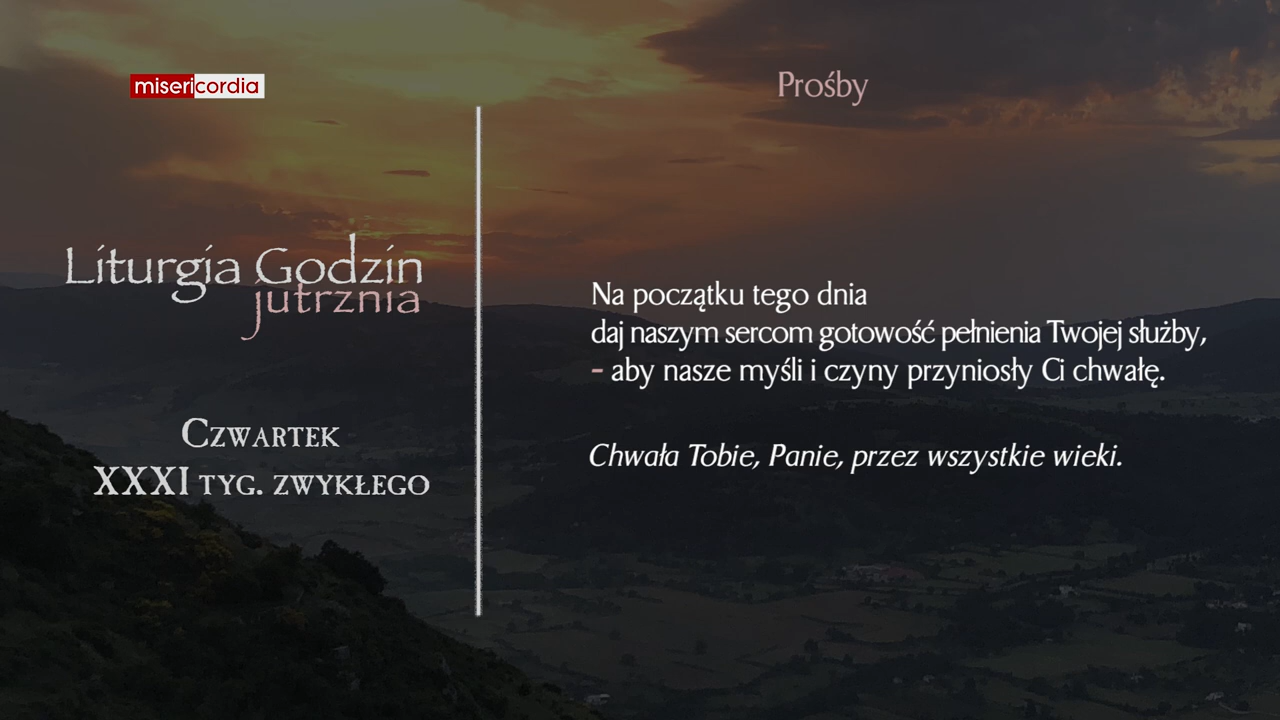 misericordia
Liturgia Godzin
jutrznia
Czwartek
XXXI tyg. zwykłego
Prośby
Na początku tego dnia
daj naszym sercom gotowość pełnienia Twojej służby,
- aby nasze myśli i czyny przyniosły Ci chwałę.
Chwała Tobie, Panie, przez wszystkie wieki.